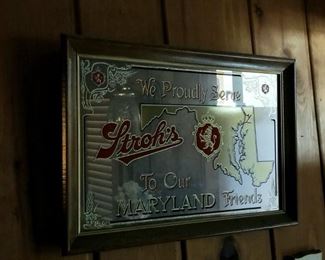 We Proudly Serve
Stroh's
To Our
MARYLAND Friends